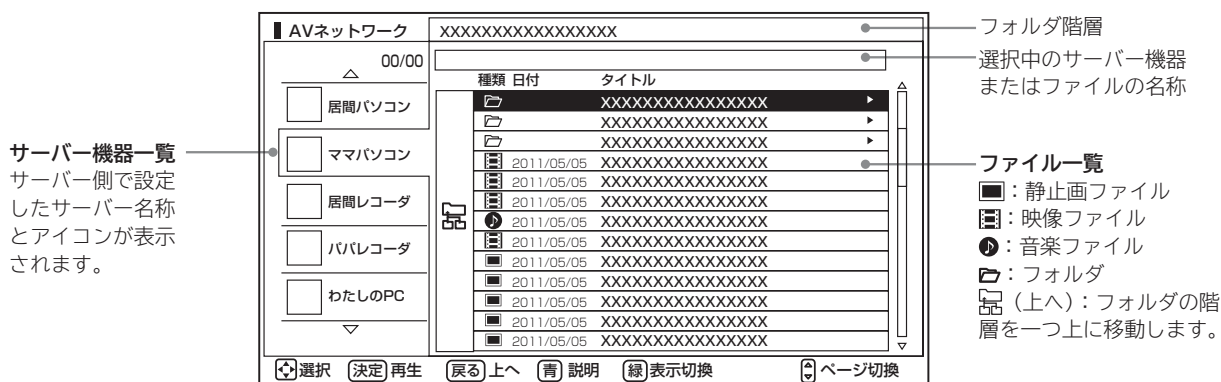 AVネットワーク
XXXXXXXXXXXXXXXXX
00/00
種類 日付 タイトル
居間パソコン
ママパソコン
居間レコーダ
パパレコーダ
わたしのPC
XXXXXXXXXXXXXXXX
XXXXXXXXXXXXXXXX
XXXXXXXXXXXXXXXX
2011/05/05 XXXXXXXXXXXXXXXX
2011/05/05 XXXXXXXXXXXXXXXX
2011/05/05 XXXXXXXXXXXXXXXX
2011/05/05 XXXXXXXXXXXXXXXX
2011/05/05 XXXXXXXXXXXXXXXX
2011/05/05 XXXXXXXXXXXXXXXX
2011/05/05 XXXXXXXXXXXXXXXX
2011/05/05 XXXXXXXXXXXXXXXX
2011/05/05 XXXXXXXXXXXXXXXX
2011/05/05 XXXXXXXXXXXXXXXX
選択 決定 再生 戻る 上へ 青 説明 緑 表示切換 ページ切換
サーバー機器一覧
サーバー側で設定
したサーバー名称
とアイコンが表示
されます。
フォルダ階層
選択中のサーバー機器
またはファイルの名称
ファイル一覧
：静止画ファイル
：映像ファイル
：音楽ファイル
：フォルダ
（上へ）：フォルダの階
層を一つ上に移動します。